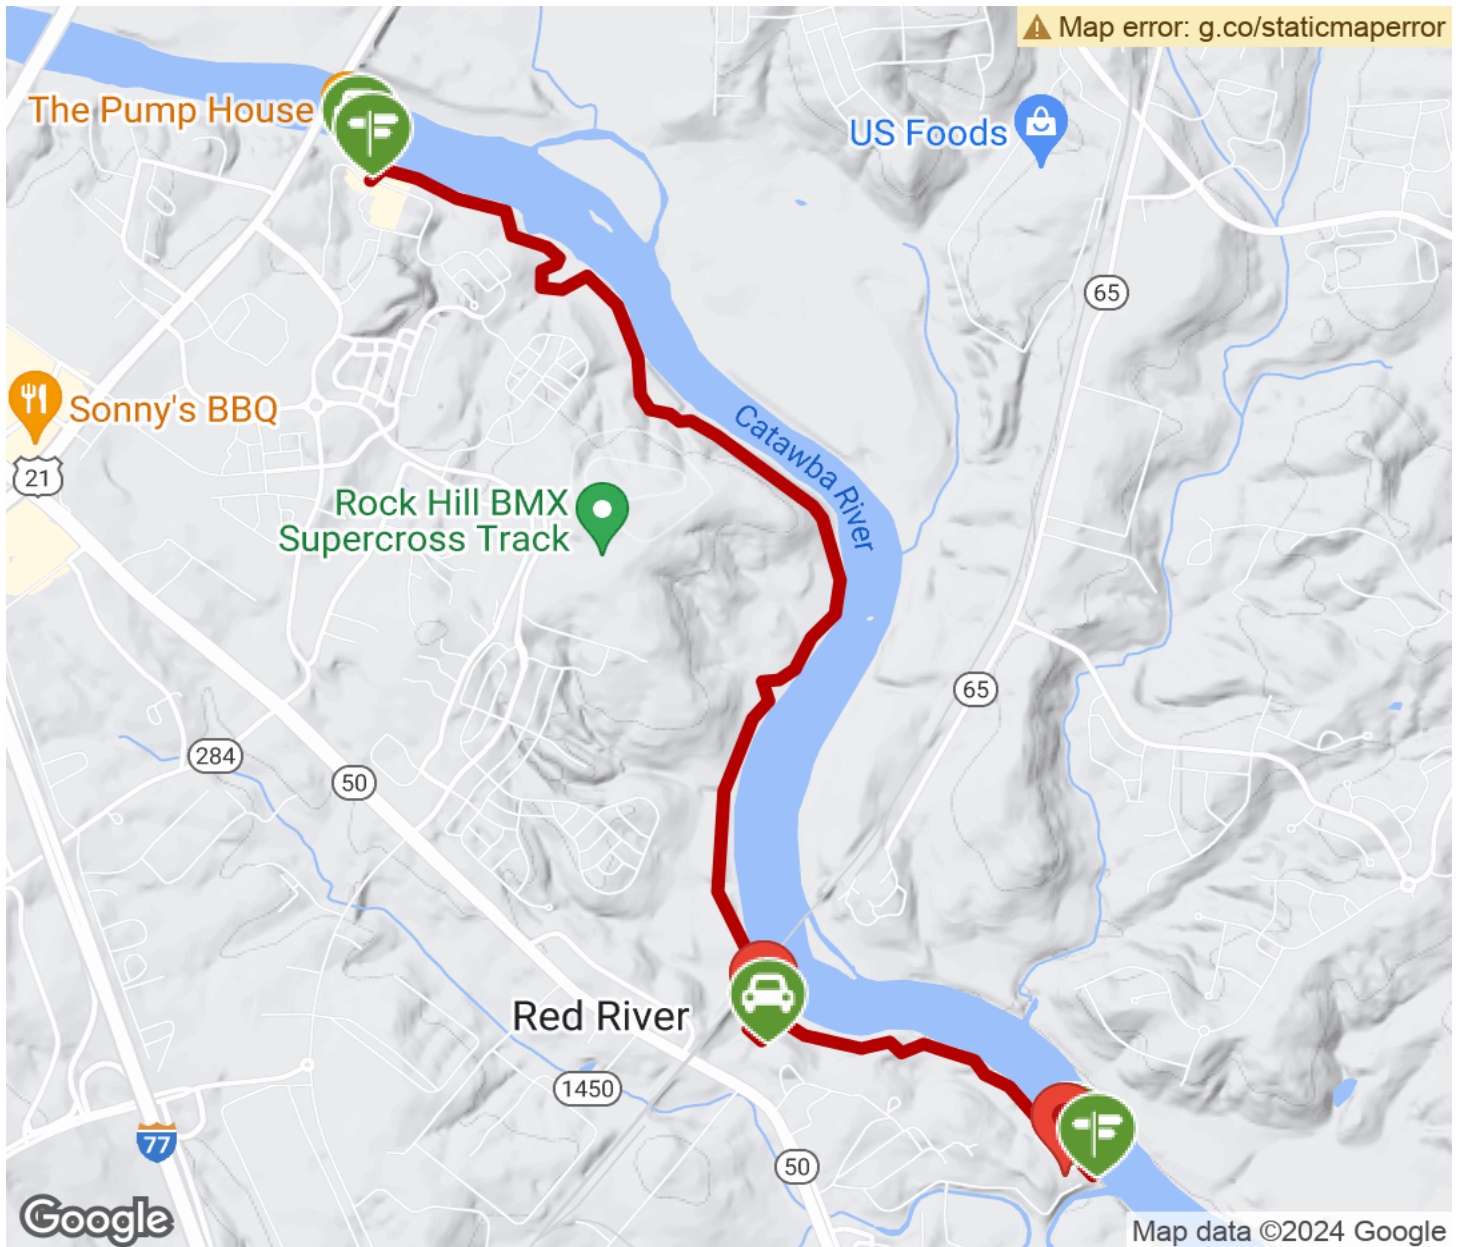 Map error: g.co/staticmaperror
The Pump House
US Foods
65
Sonny's BBQ
21
Catawba River
Rock Hill BMX
Supercross Track
65
284
50
Red River
1450
77
50
Google
Map data ©2024 Google